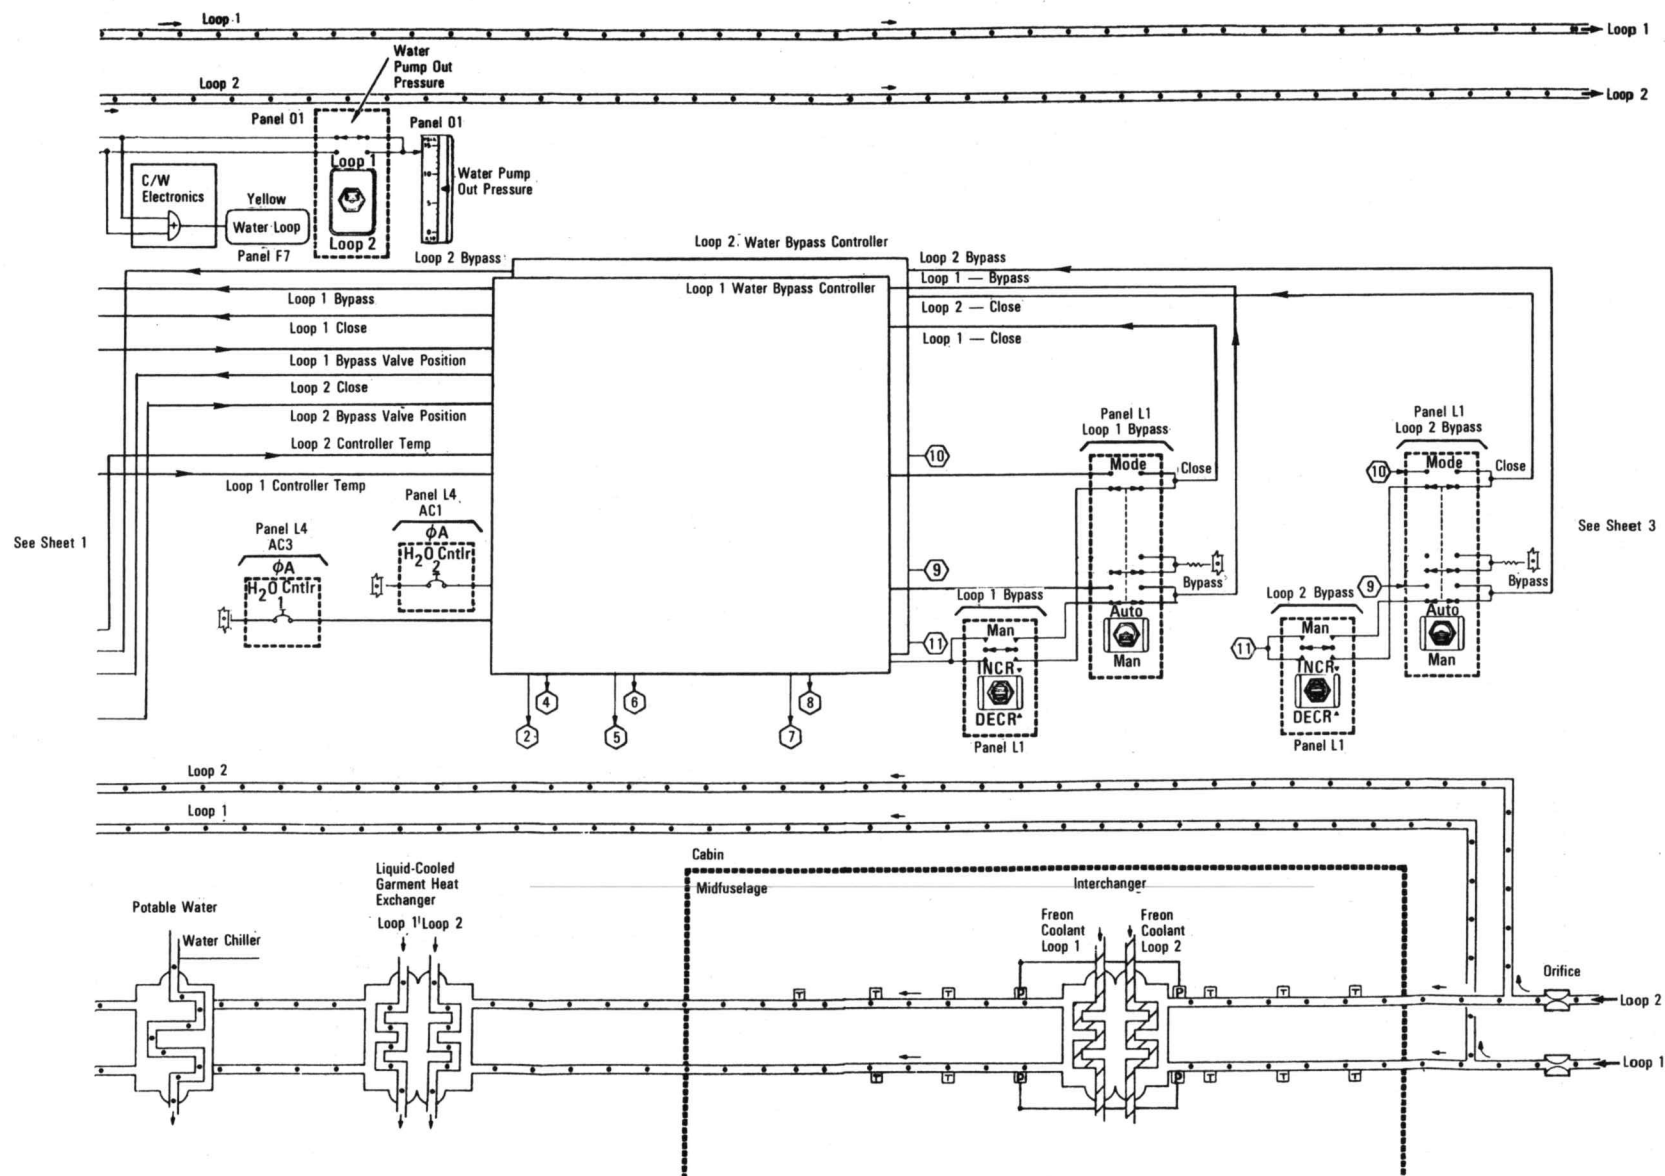 Loop 1
Loop 1
Water
Pump Out
Pressure
Loop 2
Loop 2
Panel 01
Panel 01
Loop 1
Loop 2
10
5
0
Water Pump
Out Pressure
C/W
Electronics
+
Yellow
Water Loop
Panel F7
Loop 2 Bypass
Loop 2. Water Bypass Controller
Loop 1 Water Bypass Controller
Loop 2 Bypass
Loop 1 — Bypass
Loop 2 — Close
Loop 1 — Close
Loop 1 Bypass
Loop 1 Close
Loop 1 Bypass Valve Position
Loop 2 Close
Loop 2 Bypass Valve Position
Loop 2 Controller Temp
Loop 1 Controller Temp
See Sheet 1
See Sheet 3
Panel L4
AC1
ϕA
H2O Cntlr
2
Panel L4
AC3
ϕA
H2O Cntlr
1
10
9
11
2
4
5
6
7
8
Loop 1 Bypass
Man
INCR
DECR
Panel L1
Panel L1
Loop 1 Bypass
Mode
Close
Bypass
Auto
Man
Loop 2 Bypass
11
Man
INCR
DECR
Panel L1
Panel L1
Loop 2 Bypass
10
Mode
Close
9
Bypass
Auto
Man
Loop 2
Loop 1
Cabin
Midfuselage
Interchanger
Potable Water
Water Chiller
Liquid-Cooled
Garment Heat
Exchanger
Loop 1 Loop 2
Freon
Coolant
Loop 1
Freon
Coolant
Loop 2
Orifice
T
T
T
P
P
T
T
T
Loop 2
T
T
P
P
T
T
T
Loop 1